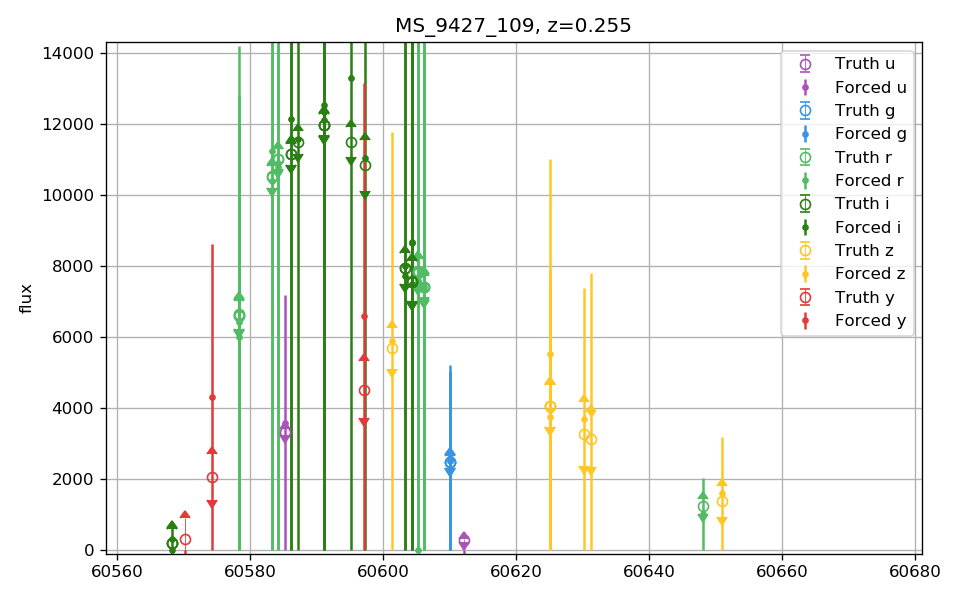 MS_9427_109, z=0.255
flux
14000
12000
10000
8000
6000
4000
2000
0
60560
60580
60600
60620
60640
60660
60680
Truth u
Forced u
Truth g
Forced g
Truth r
Forced r
Truth i
Forced i
Truth z
Forced z
Truth y
Forced y